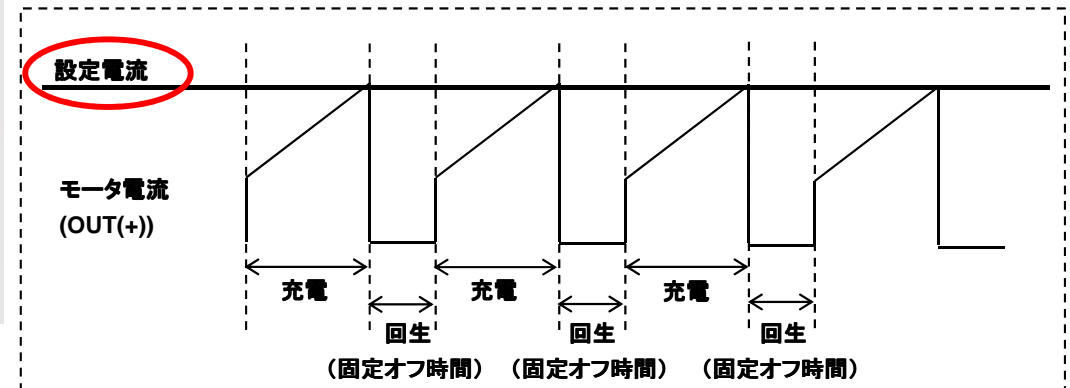 設定電流
モータ電流
(OUT(+))
充電 充電 充電
回生 回生 回生
（固定オフ時間） （固定オフ時間） （固定オフ時間）